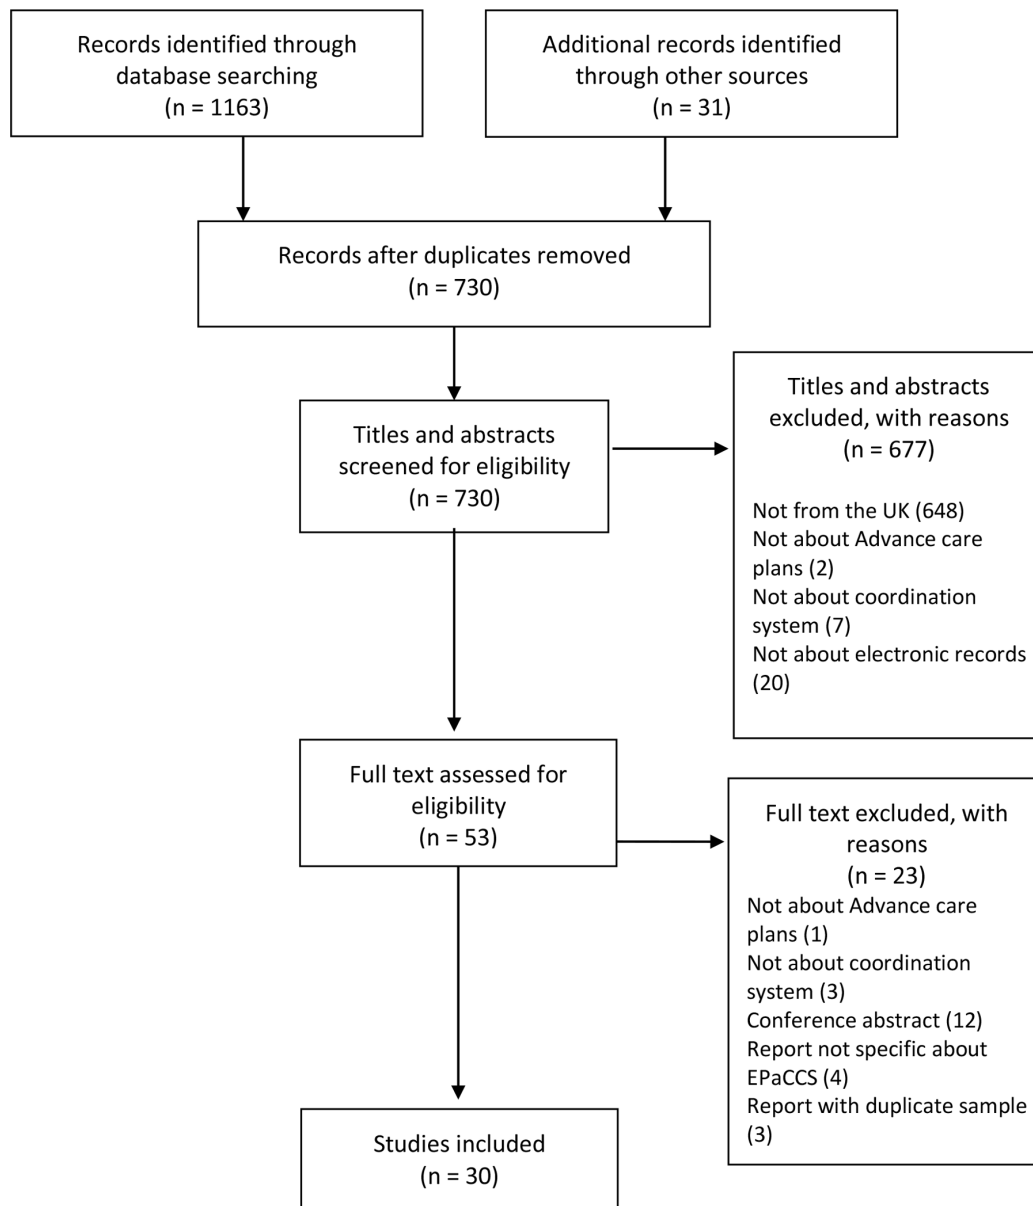 Records identified through
database searching
(n = 1163)
Additional records identified
through other sources
(n = 31)
Records after duplicates removed
(n = 730)
Titles and abstracts
screened for eligibility
(n = 730)
Titles and abstracts
excluded, with reasons
(n = 677)
Not from the UK (648)
Not about Advance care
plans (2)
Not about coordination
system (7)
Not about electronic records
(20)
Full text assessed for
eligibility
(n = 53)
Full text excluded, with
reasons
(n = 23)
Not about Advance care
plans (1)
Not about coordination
system (3)
Conference abstract (12)
Report not specific about
EPaCCS (4)
Report with duplicate sample
(3)
Studies included
(n = 30)